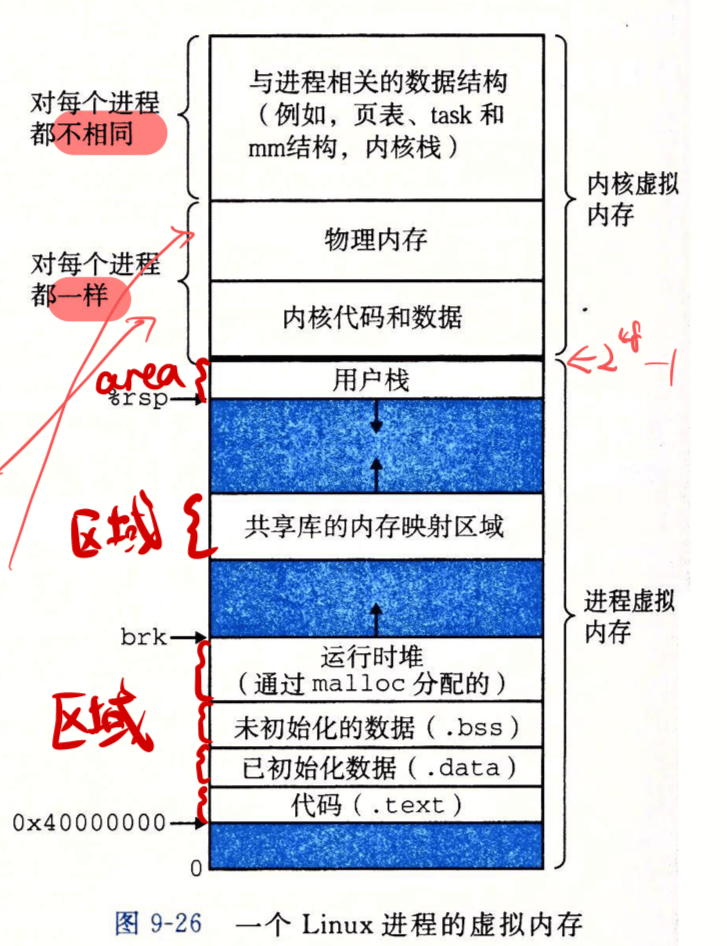 与进程相关的数据结构
(例如，页表、task 和
mm结构，内核栈)
对每个进程
都不相同
内核虚拟
内存
物理内存
对每个进程
都一样
内核代码和数据
←2^48-1
area
用户栈
%rsp
区域
共享库的内存映射区域
进程虚拟
内存
brk
运行时堆
(通过 malloc 分配的)
区域
未初始化的数据 (.bss)
已初始化数据 (.data)
代码 (.text)
0x40000000
0
图 9-26 一个 Linux 进程的虚拟内存